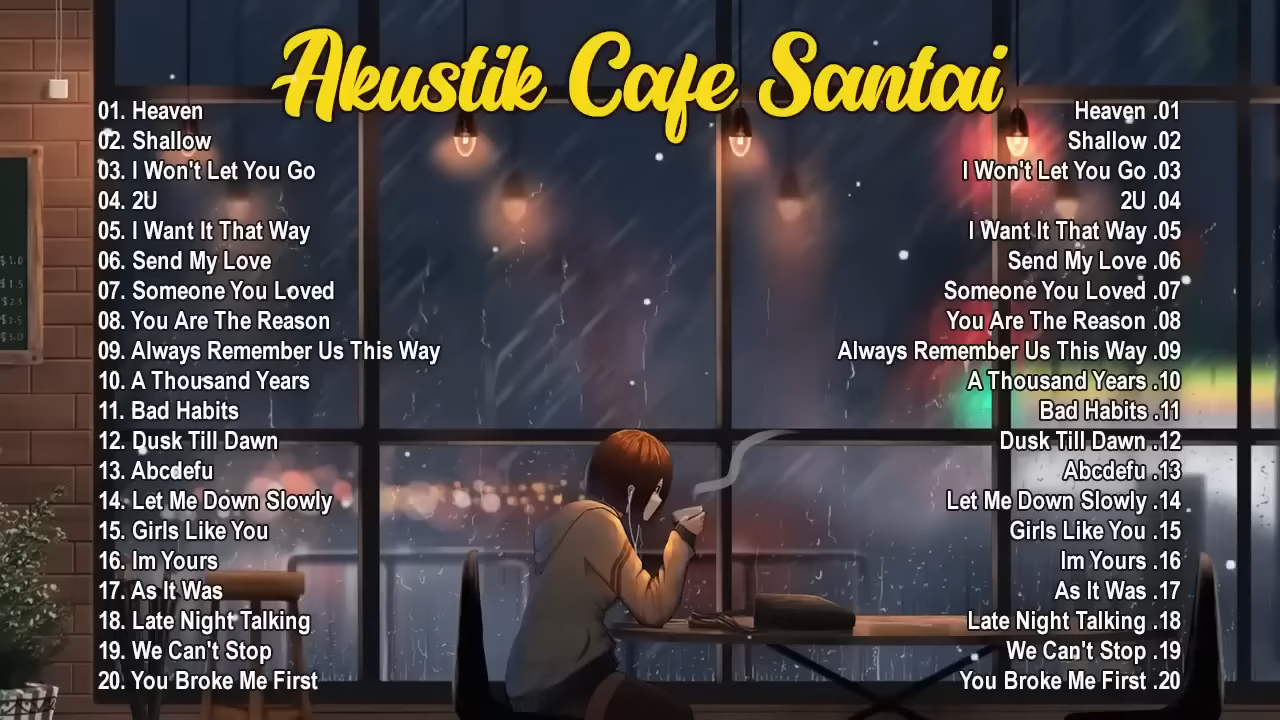 Akustik Cafe Santai
01. Heaven
02. Shallow
03. I Won't Let You Go
04. 2U
05. I Want It That Way
06. Send My Love
07. Someone You Loved
08. You Are The Reason
09. Always Remember Us This Way
10. A Thousand Years
11. Bad Habits
12. Dusk Till Dawn
13. Abcdefu
14. Let Me Down Slowly
15. Girls Like You
16. Im Yours
17. As It Was
18. Late Night Talking
19. We Can't Stop
20. You Broke Me First
Heaven .01
Shallow .02
I Won't Let You Go .03
2U .04
I Want It That Way .05
Send My Love .06
Someone You Loved .07
You Are The Reason .08
Always Remember Us This Way .09
A Thousand Years .10
Bad Habits .11
Dusk Till Dawn .12
Abcdefu .13
Let Me Down Slowly .14
Girls Like You .15
Im Yours .16
As It Was .17
Late Night Talking .18
We Can't Stop .19
You Broke Me First .20